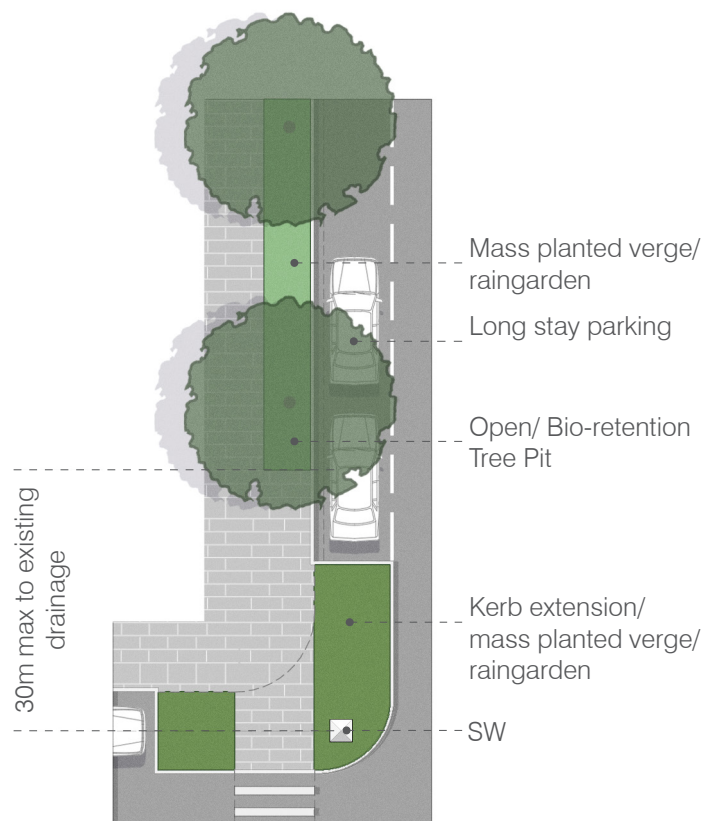 Mass planted verge/
raingarden
Long stay parking
Open/ Bio-retention
Tree Pit
30m max to existing
drainage
Kerb extension/
mass planted verge/
raingarden
SW